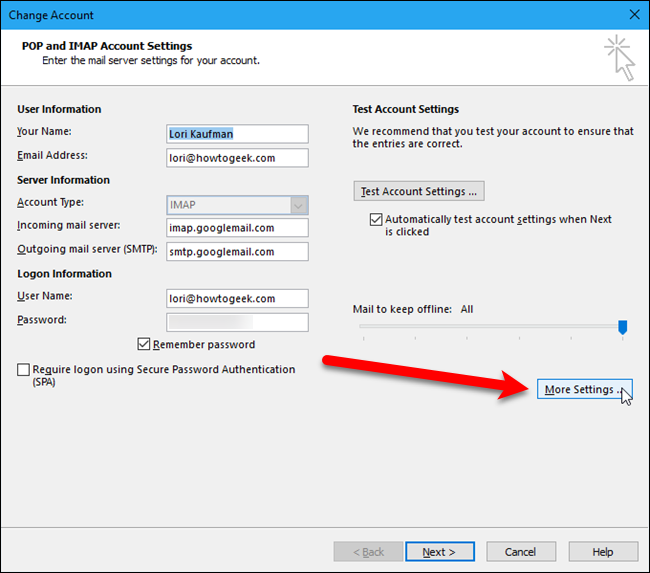 Change Account
POP and IMAP Account Settings
Enter the mail server settings for your account.
User Information
Your Name: Lori Kaufman
Email Address: lori@howtogeek.com
Server Information
Account Type: IMAP
Incoming mail server: imap.googlemail.com
Outgoing mail server (SMTP): smtp.googlemail.com
Logon Information
User Name: lori@howtogeek.com
Password:
Remember password
Require logon using Secure Password Authentication
(SPA)
Test Account Settings
We recommend that you test your account to ensure that
the entries are correct.
Test Account Settings ...
Automatically test account settings when Next
is clicked
Mail to keep offline: All
More Settings ...
< Back
Next >
Cancel
Help